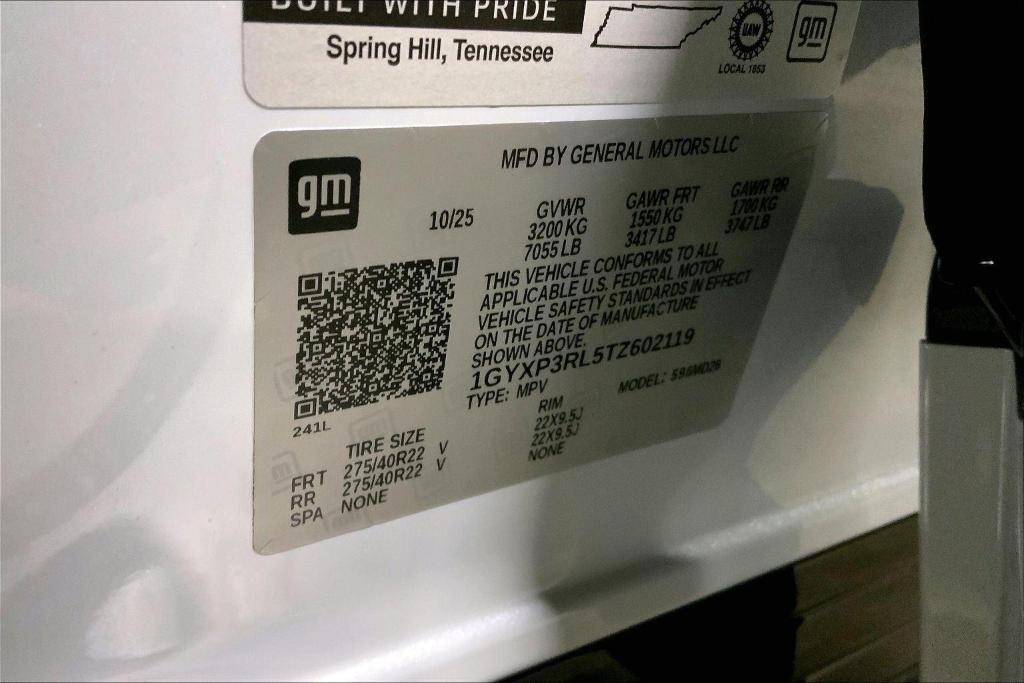 BUILT WITH PRIDE
Spring Hill, Tennessee
UAW
LOCAL 1853
gm
gm
MFD BY GENERAL MOTORS LLC
10/25
GVWR GAWR FRT GAWR RR
3200 KG 1550 KG 1700 KG
7055 LB 3417 LB 3747 LB
THIS VEHICLE CONFORMS TO ALL
APPLICABLE U.S. FEDERAL MOTOR
VEHICLE SAFETY STANDARDS IN EFFECT
ON THE DATE OF MANUFACTURE
SHOWN ABOVE.
1GYXP3RL5TZ602119
TYPE: MPV MODEL:
241L
TIRE SIZE RIM
FRT 275/40R22 V 22X9.5J
RR 275/40R22 V 22X9.5J
SPA NONE NONE